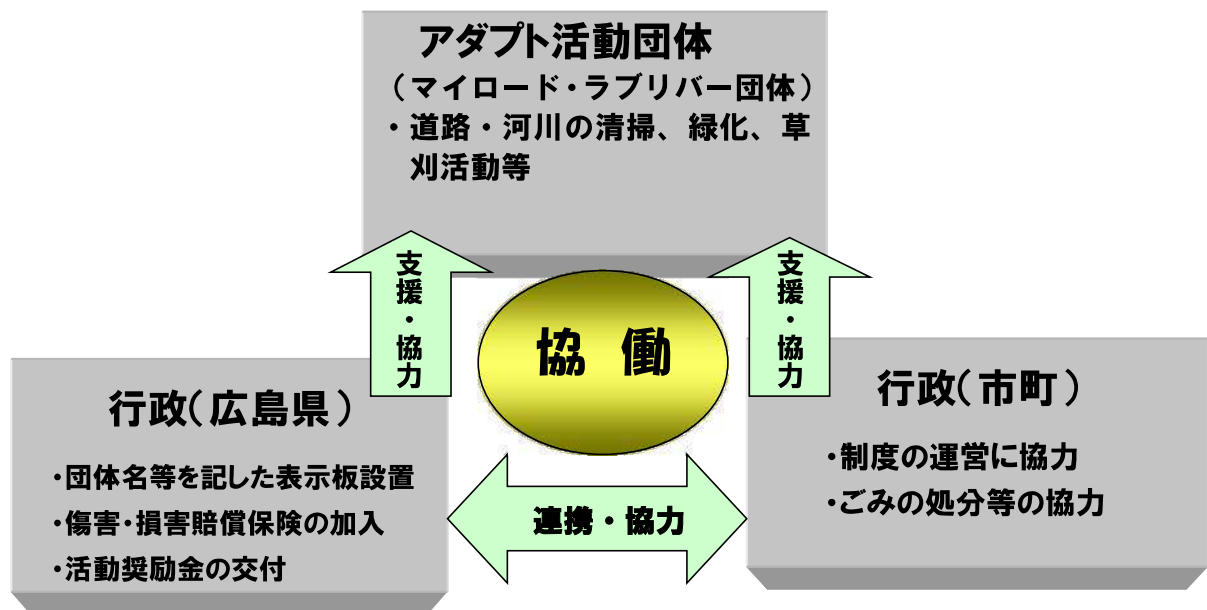 アダプト活動団体
（マイロード・ラブリバー団体）
・道路・河川の清掃、緑化、草
刈活動等
支援・協力
支援・協力
協 働
行政（広島県）
・団体名等を記した表示板設置
・傷害・損害賠償保険の加入
・活動奨励金の交付
連携・協力
行政（市町）
・制度の運営に協力
・ごみの処分等の協力